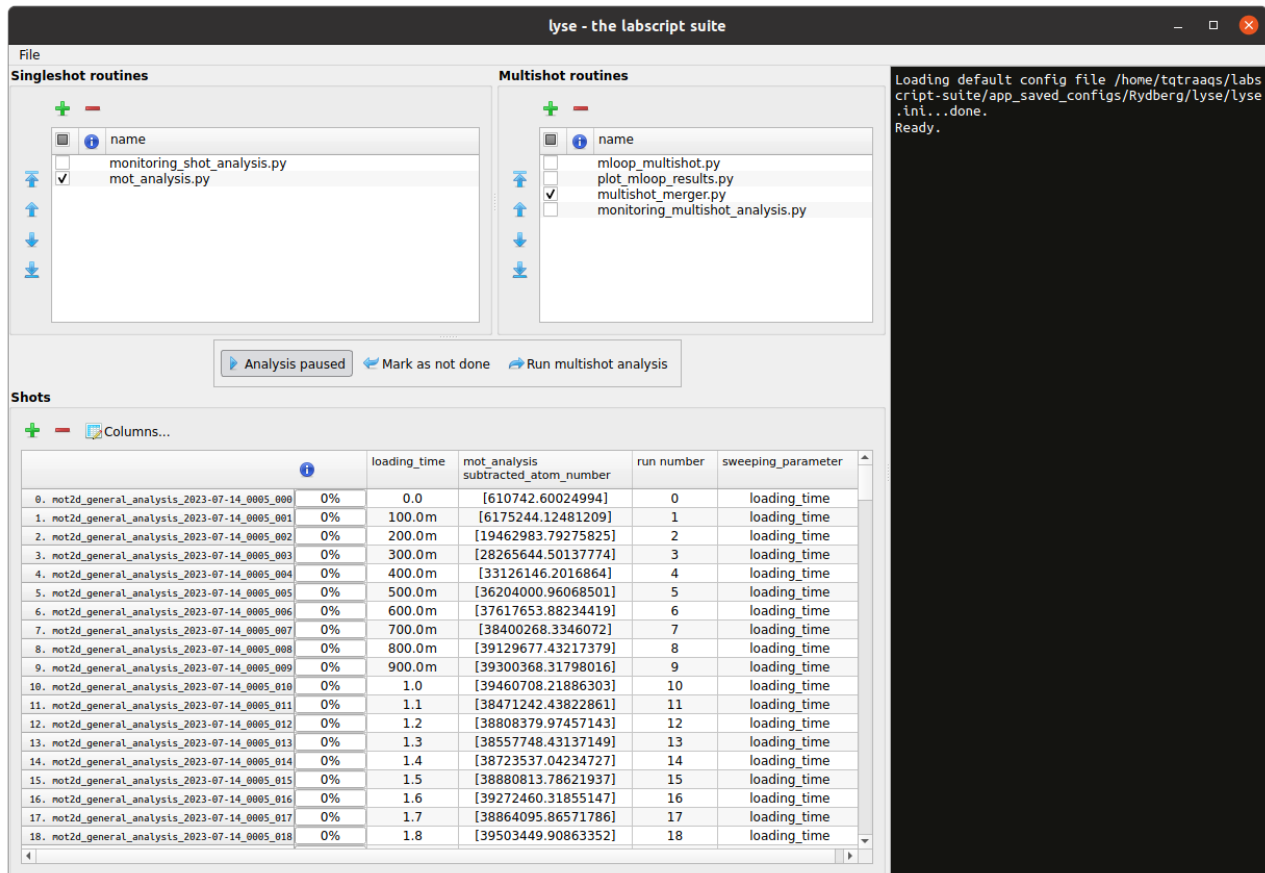 lyse - the labscript suite
File
Singleshot routines
name
monitoring_shot_analysis.py
mot_analysis.py
Multishot routines
name
mloop_multishot.py
plot_mloop_results.py
multishot_merger.py
monitoring_multishot_analysis.py
Loading default config file /home/tqtraaqs/labs
cript-suite/app_saved_configs/Rydberg/lyse/lyse
.ini...done.
Ready.
Analysis paused Mark as not done Run multishot analysis
Shots
Columns...
loading_time mot_analysis run number sweeping_parameter
subtracted_atom_number
0. mot2d_general_analysis_2023-07-14_0005_000 0% 0.0 [610742.60024994] 0 loading_time
1. mot2d_general_analysis_2023-07-14_0005_001 0% 100.0m [6175244.12481209] 1 loading_time
2. mot2d_general_analysis_2023-07-14_0005_002 0% 200.0m [19462983.79275825] 2 loading_time
3. mot2d_general_analysis_2023-07-14_0005_003 0% 300.0m [28265644.50137774] 3 loading_time
4. mot2d_general_analysis_2023-07-14_0005_004 0% 400.0m [33126146.2016864] 4 loading_time
5. mot2d_general_analysis_2023-07-14_0005_005 0% 500.0m [36204000.96068501] 5 loading_time
6. mot2d_general_analysis_2023-07-14_0005_006 0% 600.0m [37617653.88234419] 6 loading_time
7. mot2d_general_analysis_2023-07-14_0005_007 0% 700.0m [38400268.3346072] 7 loading_time
8. mot2d_general_analysis_2023-07-14_0005_008 0% 800.0m [39129677.43217379] 8 loading_time
9. mot2d_general_analysis_2023-07-14_0005_009 0% 900.0m [39300368.31798016] 9 loading_time
10. mot2d_general_analysis_2023-07-14_0005_010 0% 1.0 [39460708.21886303] 10 loading_time
11. mot2d_general_analysis_2023-07-14_0005_011 0% 1.1 [38471242.43822861] 11 loading_time
12. mot2d_general_analysis_2023-07-14_0005_012 0% 1.2 [38808379.97457143] 12 loading_time
13. mot2d_general_analysis_2023-07-14_0005_013 0% 1.3 [38557748.43137149] 13 loading_time
14. mot2d_general_analysis_2023-07-14_0005_014 0% 1.4 [38723537.04234727] 14 loading_time
15. mot2d_general_analysis_2023-07-14_0005_015 0% 1.5 [38880813.78621937] 15 loading_time
16. mot2d_general_analysis_2023-07-14_0005_016 0% 1.6 [39272460.31855147] 16 loading_time
17. mot2d_general_analysis_2023-07-14_0005_017 0% 1.7 [38864095.86571786] 17 loading_time
18. mot2d_general_analysis_2023-07-14_0005_018 0% 1.8 [39503449.90863352] 18 loading_time